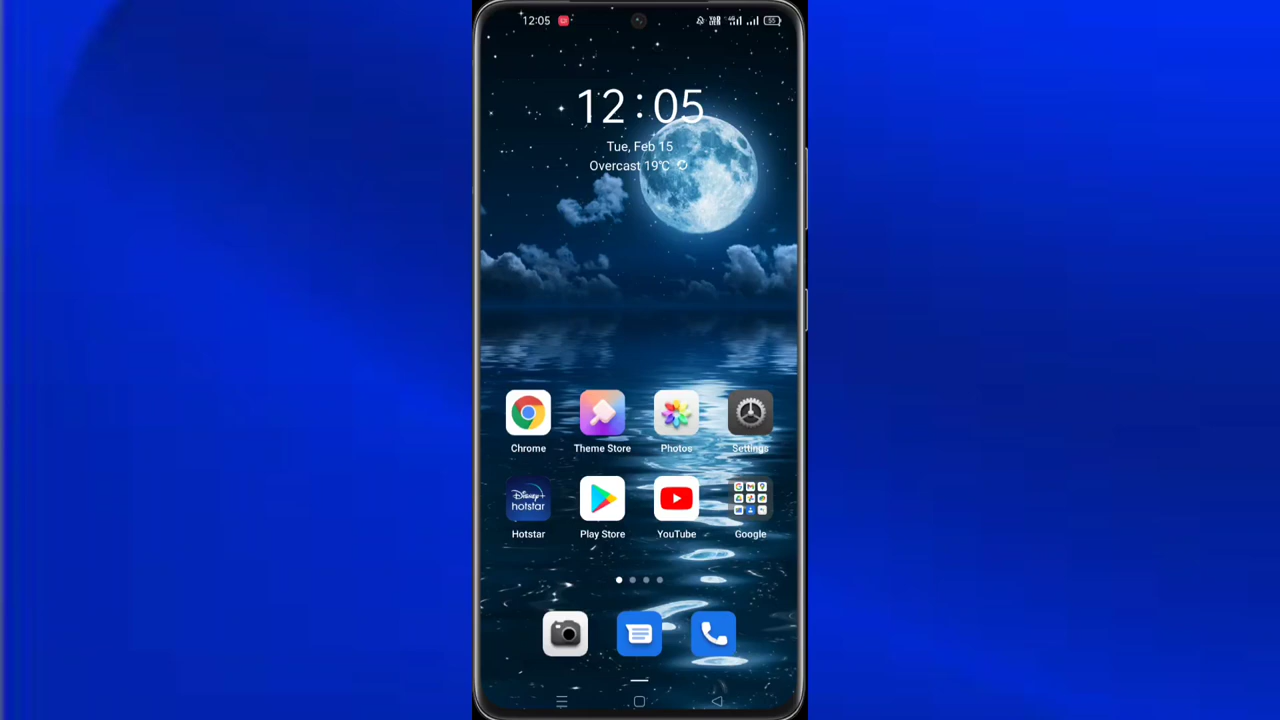 12:05
55
12:05
Tue, Feb 15
Overcast 19℃
Chrome
Theme Store
Photos
Settings
Disney+
hotstar
Hotstar
Play Store
YouTube
Google